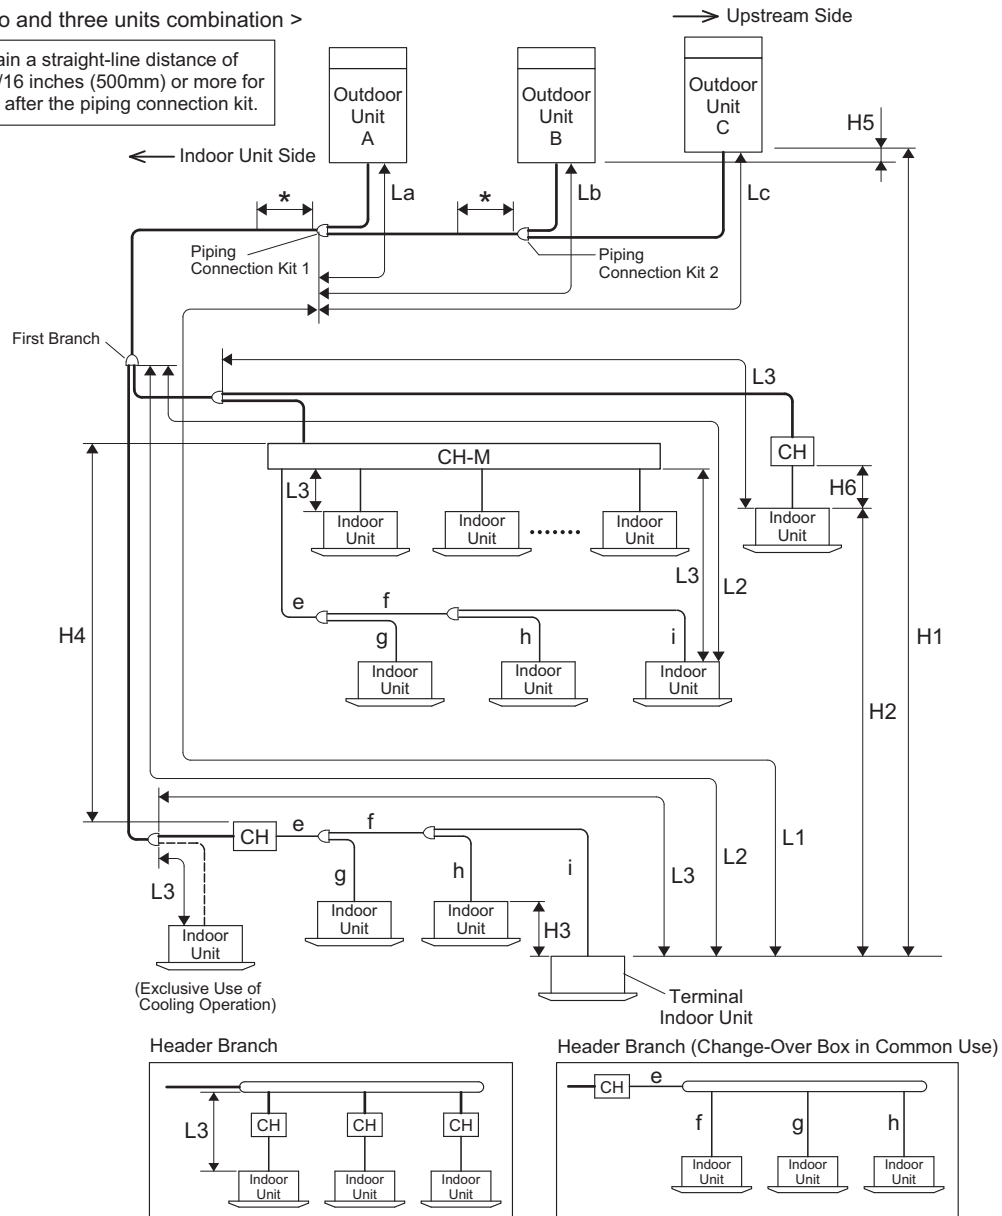 o and three units combination >
Upstream Side
ain a straight-line distance of
/16 inches (500mm) or more for
after the piping connection kit.
Outdoor
Unit
A
Outdoor
Unit
B
Outdoor
Unit
C
H5
Indoor Unit Side
La
Lb
Lc
*
*
Piping
Connection Kit 1
Piping
Connection Kit 2
First Branch
L3
CH-M
CH
L3
H6
Indoor
Unit
Indoor
Unit
.......
Indoor
Unit
Indoor
Unit
L3
L2
e
f
H4
g
h
i
H1
Indoor
Unit
Indoor
Unit
Indoor
Unit
H2
CH
e
f
L1
L2
L3
g
h
i
L3
Indoor
Unit
Indoor
Unit
H3
Indoor
Unit
(Exclusive Use of
Cooling Operation)
Terminal
Indoor Unit
Header Branch
Header Branch (Change-Over Box in Common Use)
L3
CH
CH
CH
Indoor
Unit
Indoor
Unit
Indoor
Unit
CH
e
f
g
h
Indoor
Unit
Indoor
Unit
Indoor
Unit